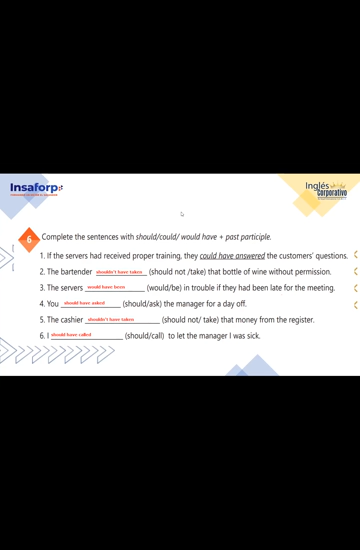 Insaforp
Inglés
Corporativo
6 Complete the sentences with should/could/ would have + past participle.
1. If the servers had received proper training, they could have answered the customers' questions.
2. The bartender shouldn't have taken (should not /take) that bottle of wine without permission.
3. The servers would have been (would/be) in trouble if they had been late for the meeting.
4. You should have asked (should/ask) the manager for a day off.
5. The cashier shouldn't have taken (should not/ take) that money from the register.
6. I should have called (should/call) to let the manager I was sick.